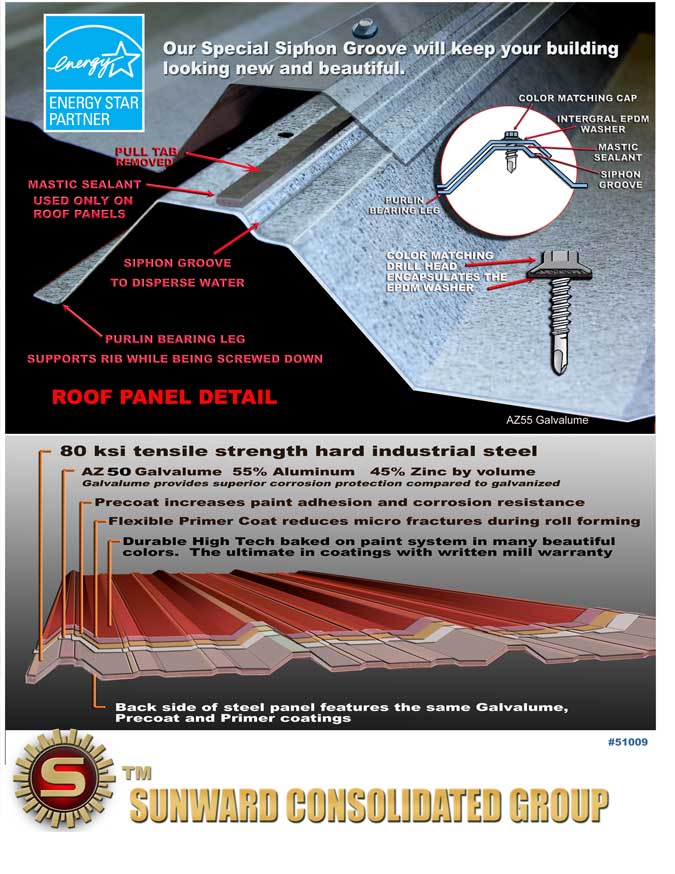 Our Special Siphon Groove will keep your building
looking new and beautiful.
energy
ENERGY STAR
PARTNER
COLOR MATCHING CAP
INTERGRAL EPDM
WASHER
MASTIC
SEALANT
SIPHON
GROOVE
PURLIN
BEARING LEG
PULL TAB
REMOVED
MASTIC SEALANT
USED ONLY ON
ROOF PANELS
SIPHON GROOVE
TO DISPERSE WATER
COLOR MATCHING
DRILL HEAD
ENCAPSULATES THE
EPDM WASHER
PURLIN BEARING LEG
SUPPORTS RIB WHILE BEING SCREWED DOWN
ROOF PANEL DETAIL
AZ55 Galvalume
80 ksi tensile strength hard industrial steel
AZ 50 Galvalume 55% Aluminum 45% Zinc by volume
Galvalume provides superior corrosion protection compared to galvanized
Precoat increases paint adhesion and corrosion resistance
Flexible Primer Coat reduces micro fractures during roll forming
Durable High Tech baked on paint system in many beautiful
colors. The ultimate in coatings with written mill warranty
Back side of steel panel features the same Galvalume,
Precoat and Primer coatings
#51009
S
TM
SUNWARD CONSOLIDATED GROUP